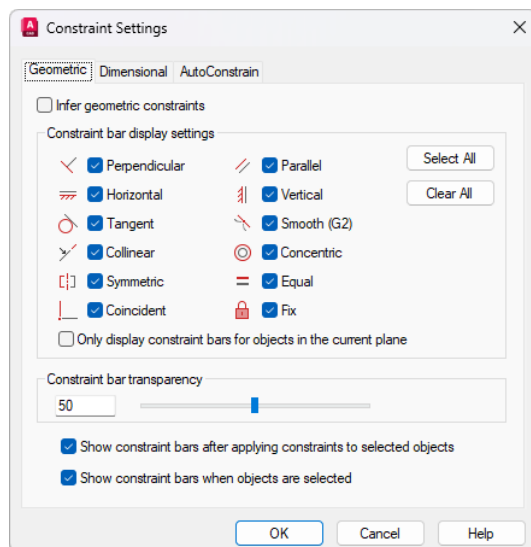 A
CAD
Constraint Settings
Geometric Dimensional AutoConstrain
Infer geometric constraints
Constraint bar display settings
Perpendicular Parallel Select All
Horizontal Vertical Clear All
Tangent Smooth (G2)
Collinear Concentric
Symmetric Equal
Coincident Fix
Only display constraint bars for objects in the current plane
Constraint bar transparency
50
Show constraint bars after applying constraints to selected objects
Show constraint bars when objects are selected
OK Cancel Help